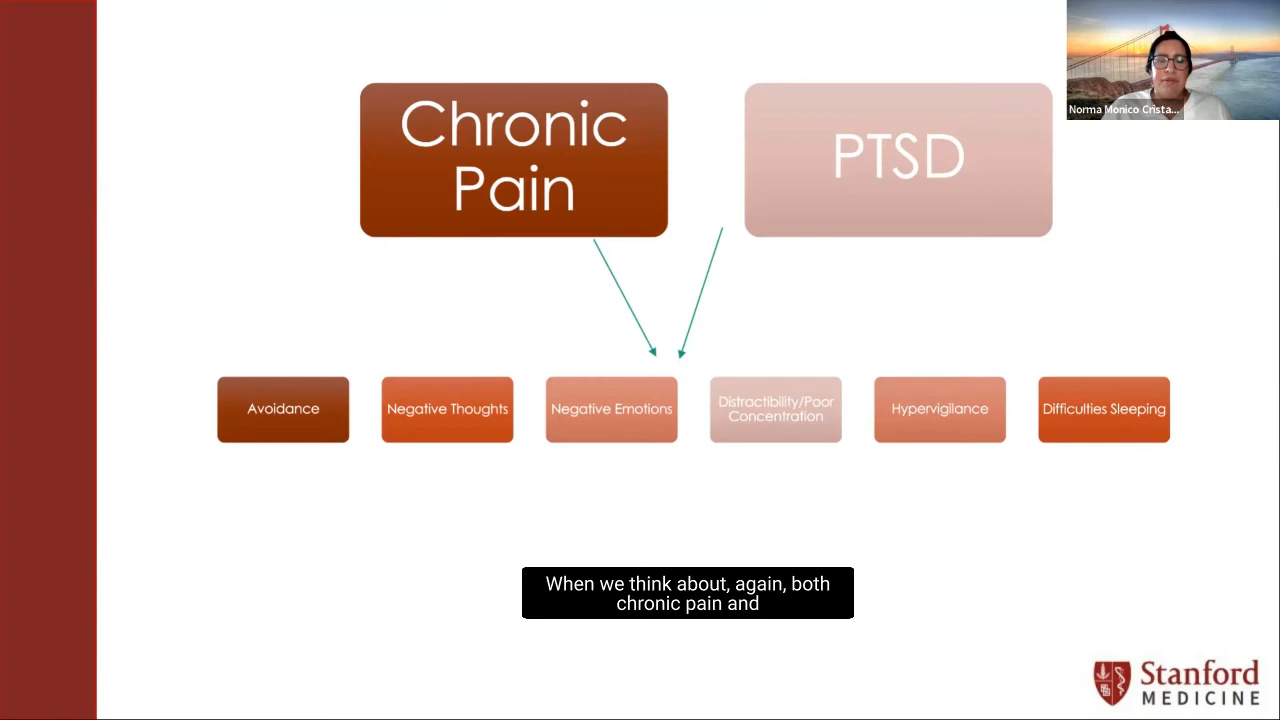 Chronic
Pain
PTSD
Norma Monico Crista...
Avoidance
Negative Thoughts
Negative Emotions
Distractibility/Poor
Concentration
Hypervigilance
Difficulties Sleeping
When we think about, again, both
chronic pain and
Stanford
MEDICINE